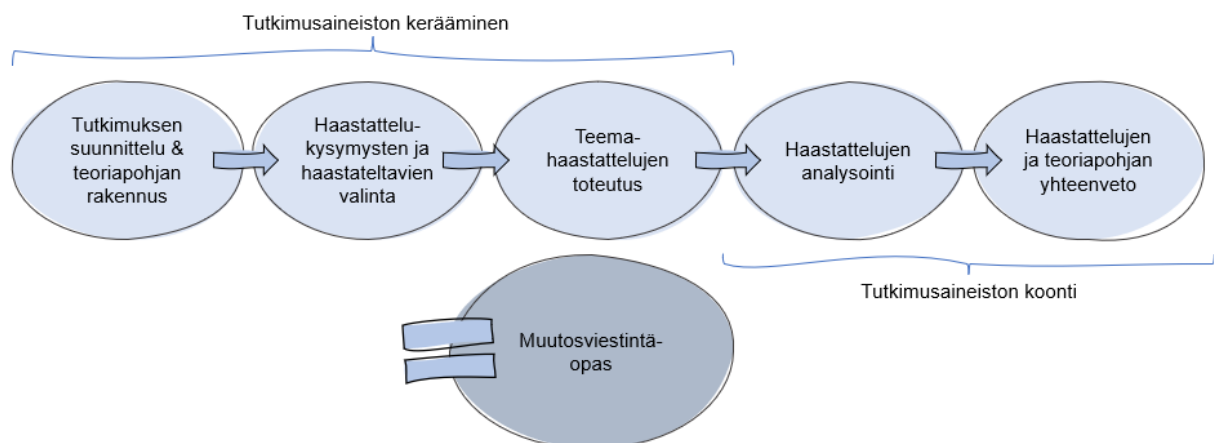 Tutkimusaineiston kerääminen
Tutkimuksen
suunnittelu &
teoriapohjan
rakennus
Haastattelu-
kysymysten ja
haastateltavien
valinta
Teema-
haastattelujen
toteutus
Haastattelujen
analysointi
Haastattelujen
ja teoriapohjan
yhteenveto
Tutkimusaineiston koonti
Muutosviestintä-
opas